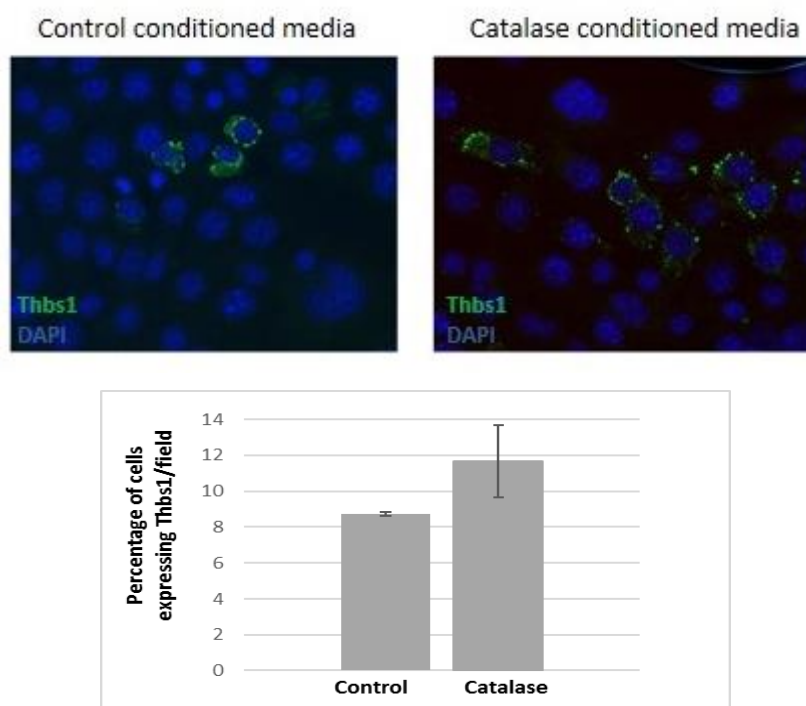 Control conditioned media
Catalase conditioned media
Thbs1
DAPI
Thbs1
DAPI
Percentage of cells
expressing Thbs1/field
14
12
10
8
6
4
2
0
Control
Catalase